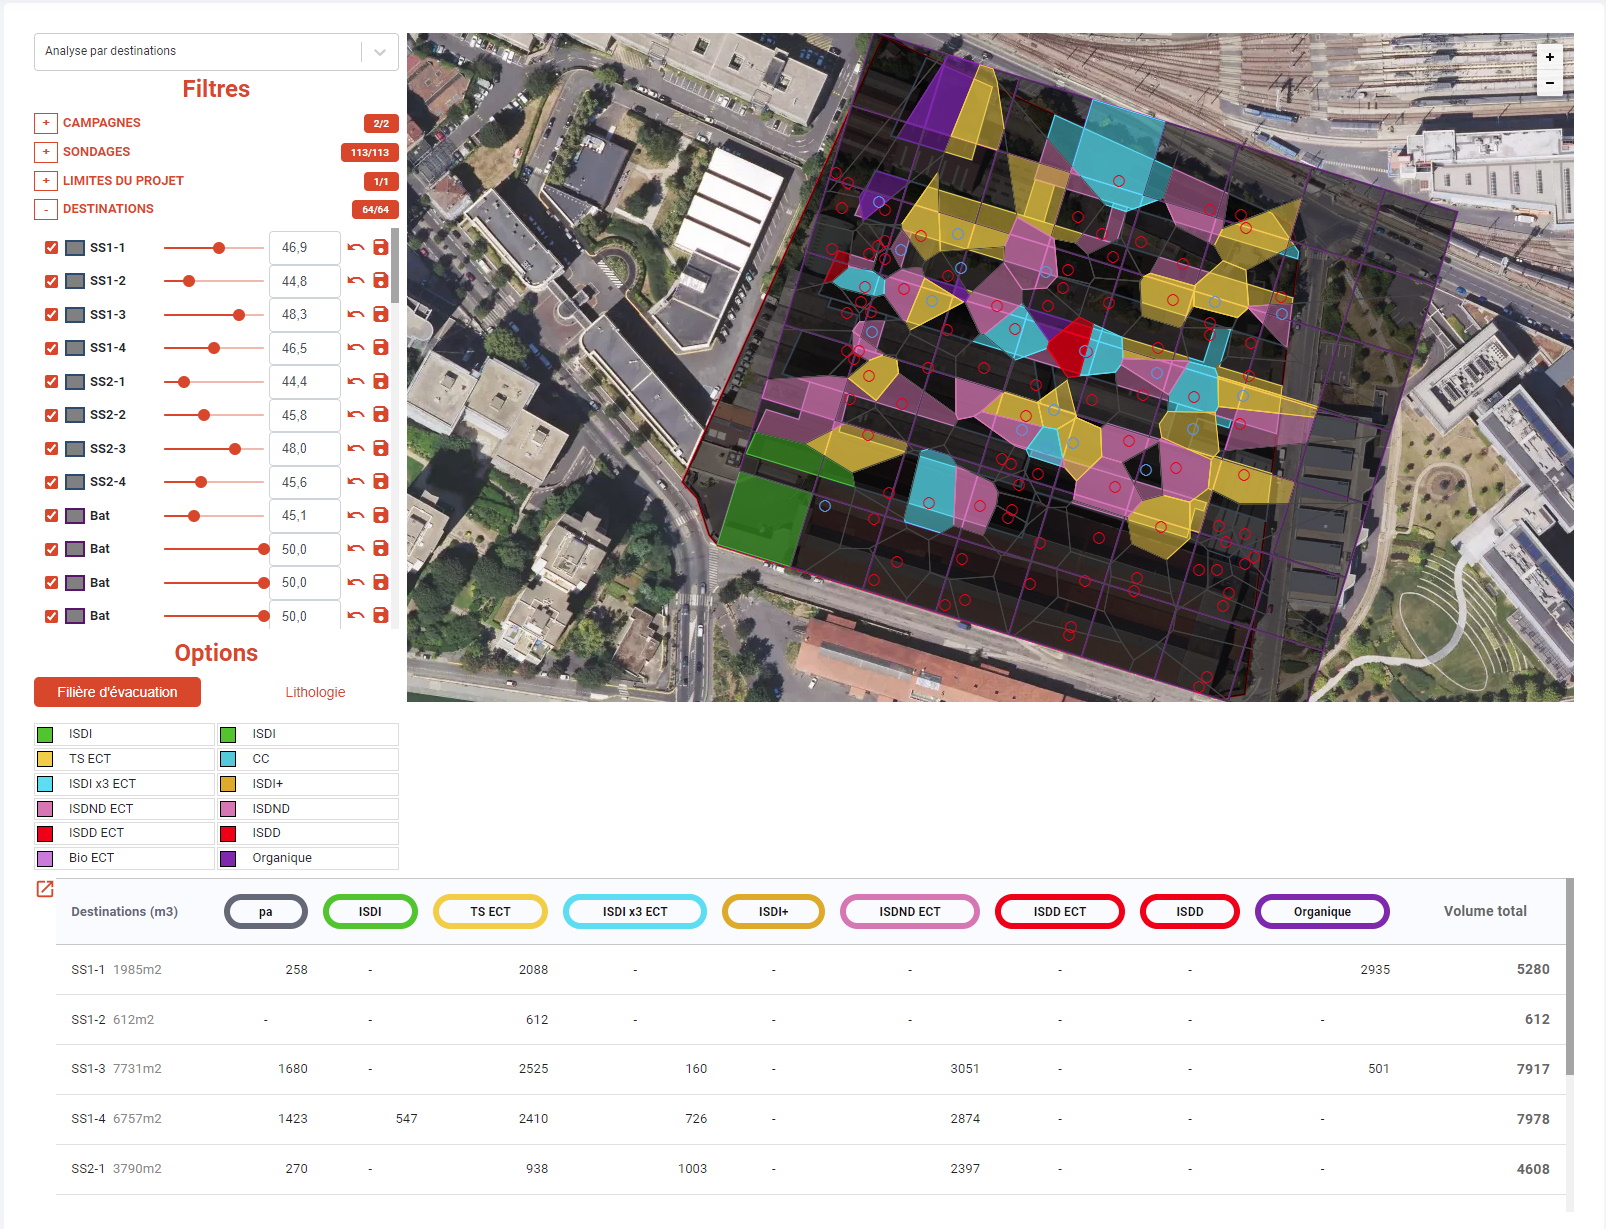 Analyse par destinations
Filtres
+ CAMPAGNES 2/2
+ SONDAGES 113/113
+ LIMITES DU PROJET 1/1
- DESTINATIONS 64/64
SS1-1 46,9
SS1-2 44,8
SS1-3 48,3
SS1-4 46,5
SS2-1 44,4
SS2-2 45,8
SS2-3 48,0
SS2-4 45,6
Bat 45,1
Bat 50,0
Bat 50,0
Bat 50,0
+
−
Options
Filière d'évacuation Lithologie
ISDI ISDI
TS ECT CC
ISDI x3 ECT ISDI+
ISDND ECT ISDND
ISDD ECT ISDD
Bio ECT Organique
Destinations (m3) pa ISDI TS ECT ISDI x3 ECT ISDI+ ISDND ECT ISDD ECT ISDD Organique Volume total
SS1-1 1985m2 258 - 2088 - - - - - 2935 5280
SS1-2 612m2 - - 612 - - - - - - 612
SS1-3 7731m2 1680 - 2525 160 - 3051 - - 501 7917
SS1-4 6757m2 1423 547 2410 726 - 2874 - - - 7978
SS2-1 3790m2 270 - 938 1003 - 2397 - - - 4608